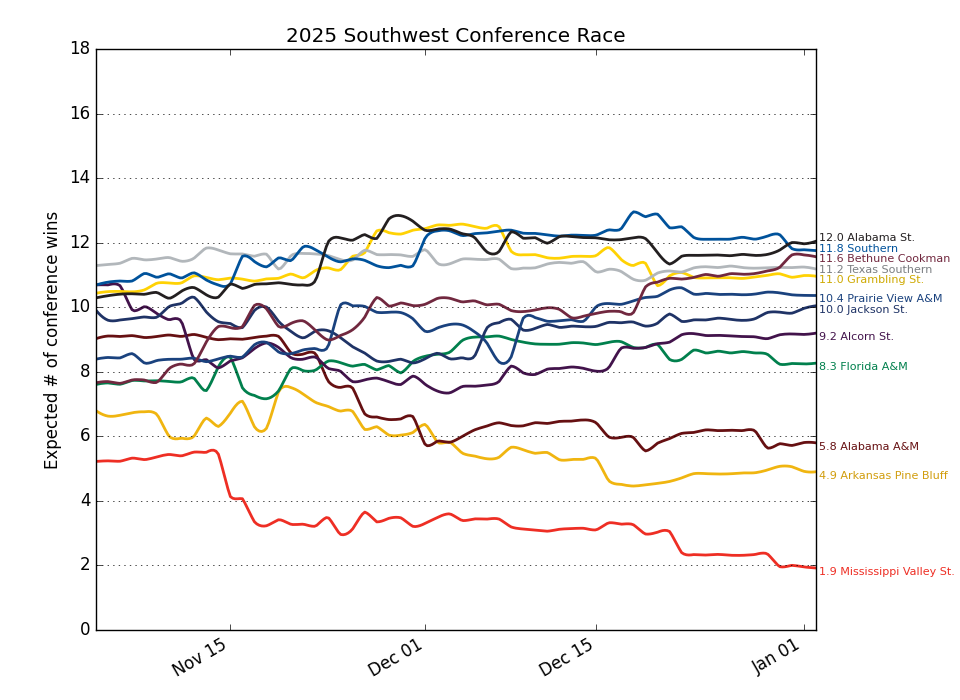 2025 Southwest Conference Race
Expected # of conference wins
18
16
14
12
10
8
6
4
2
0
Nov 15
Dec 01
Dec 15
Jan 01
12.0 Alabama St.
11.8 Southern
11.6 Bethune Cookman
11.2 Texas Southern
11.0 Grambling St.
10.4 Prairie View A&M
10.0 Jackson St.
9.2 Alcorn St.
8.3 Florida A&M
5.8 Alabama A&M
4.9 Arkansas Pine Bluff
1.9 Mississippi Valley St.